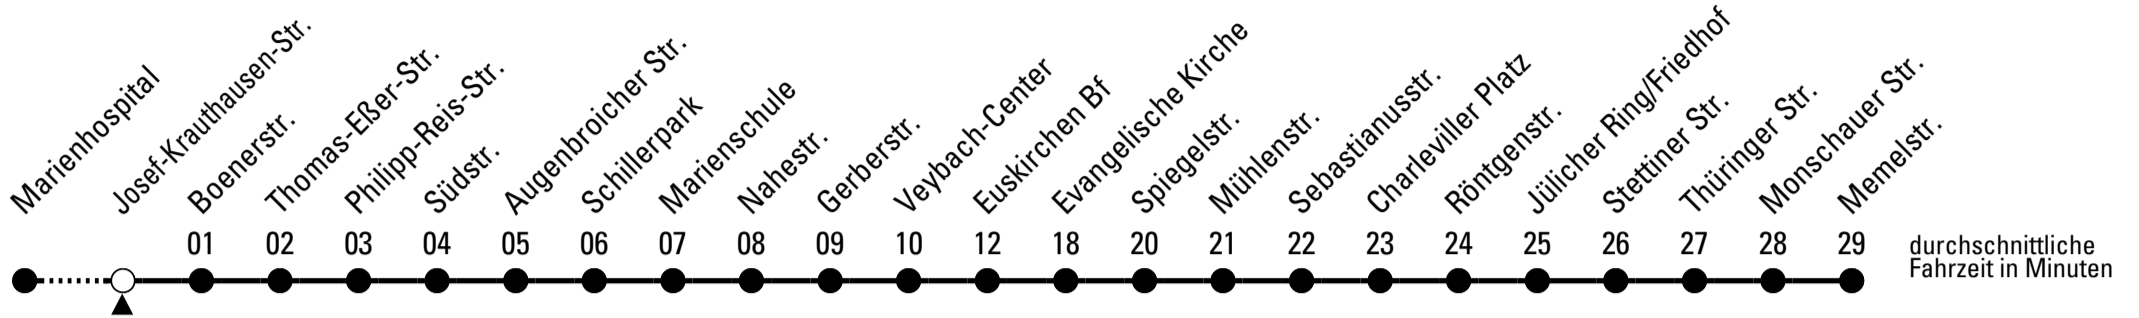 Marienhospital
Josef-Krauthausen-Str.
Boenerstr.
Thomas-Eßer-Str.
Philipp-Reis-Str.
Südstr.
Augenbroicher Str.
Schillerpark
Marienschule
Nahestr.
Gerberstr.
Veybach-Center
Euskirchen Bf
Evangelische Kirche
Spiegelstr.
Mühlenstr.
Sebastianusstr.
Charleviller Platz
Röntgenstr.
Jülicher Ring/Friedhof
Stettiner Str.
Thüringer Str.
Monschauer Str.
Memelstr.
01 02 03 04 05 06 07 08 09 10 12 18 20 21 22 23 24 25 26 27 28 29
durchschnittliche
Fahrzeit in Minuten